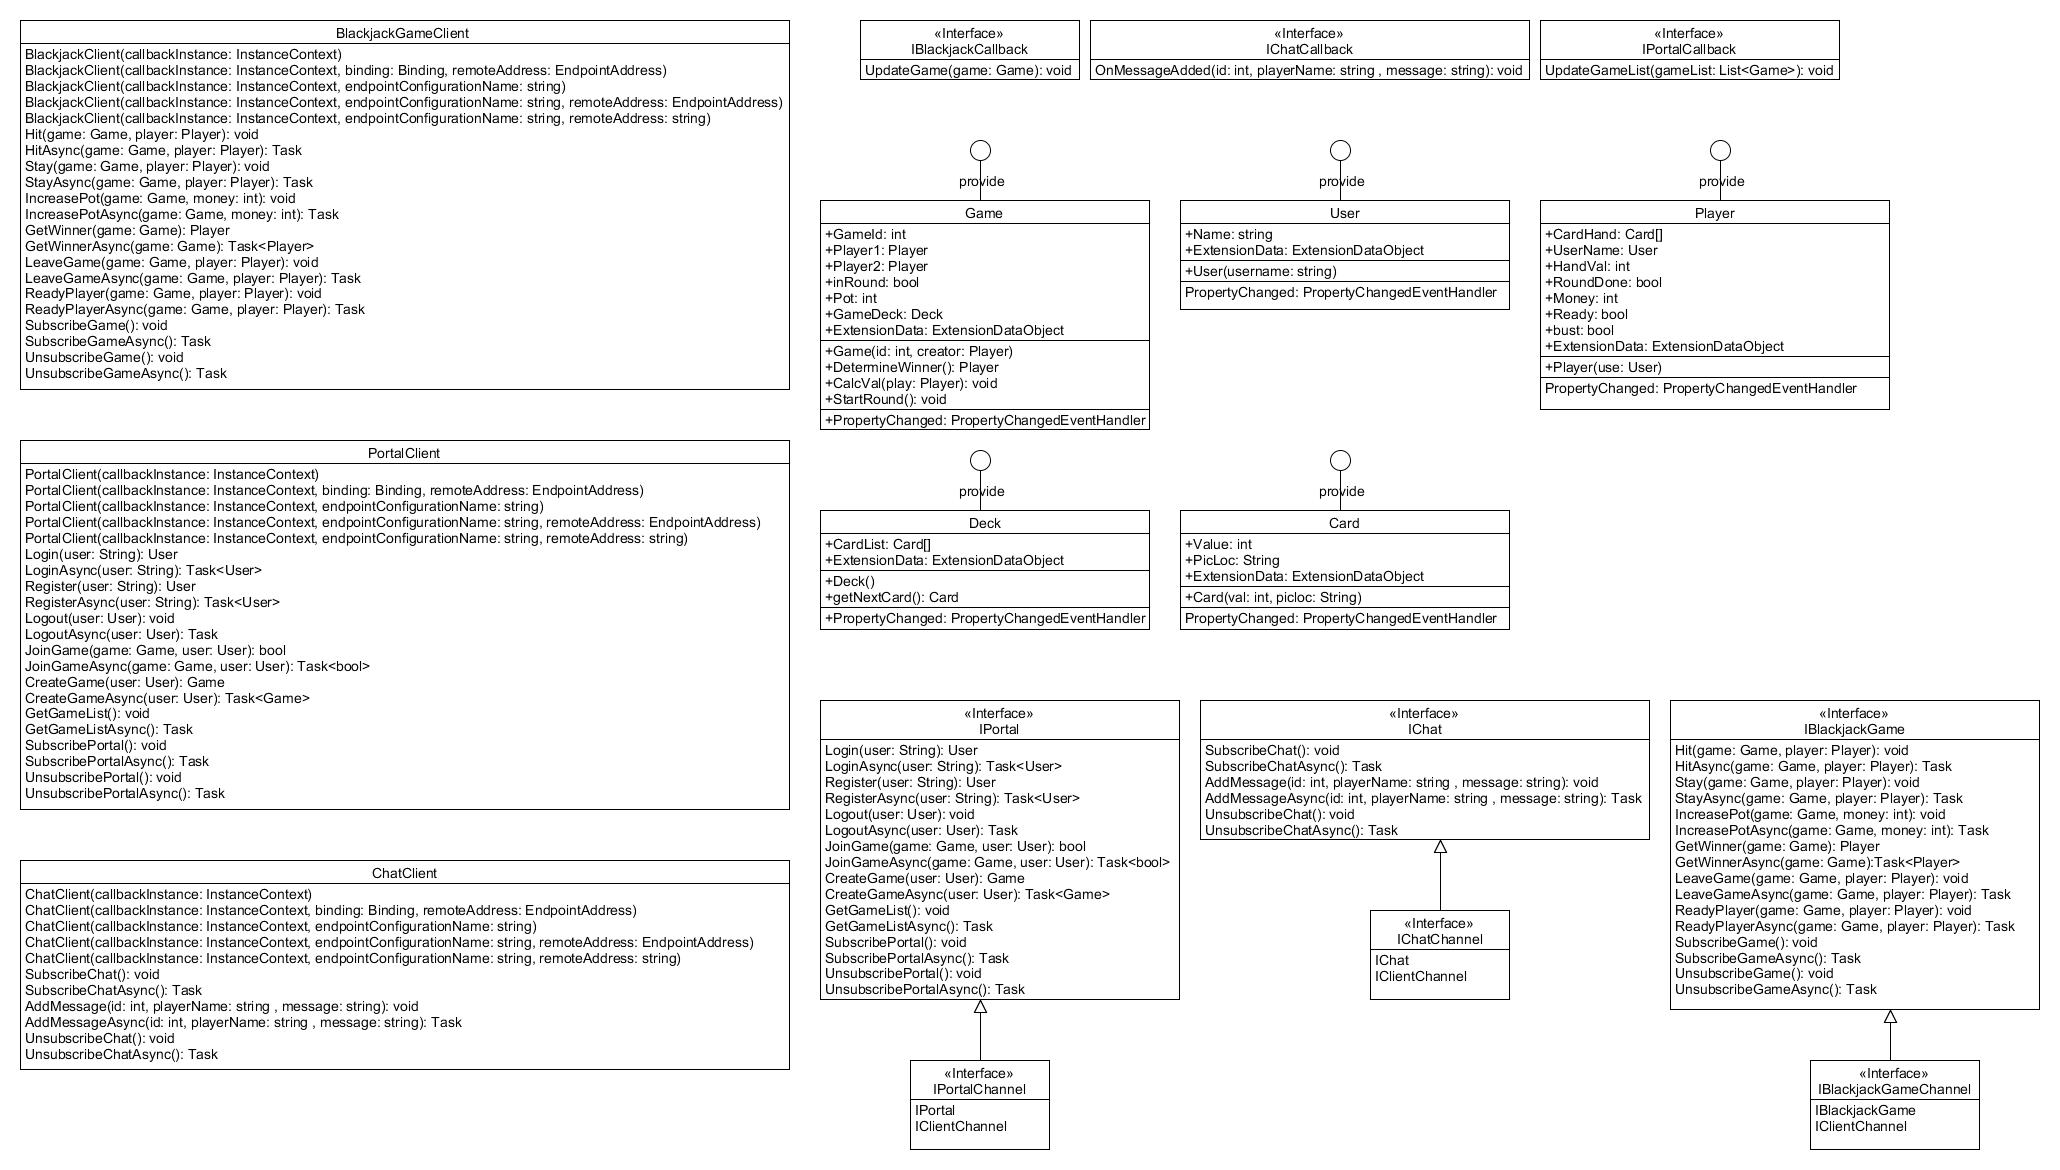 BlackjackGameClient
BlackjackClient(callbackInstance: InstanceContext)
BlackjackClient(callbackInstance: InstanceContext, binding: Binding, remoteAddress: EndpointAddress)
BlackjackClient(callbackInstance: InstanceContext, endpointConfigurationName: string)
BlackjackClient(callbackInstance: InstanceContext, endpointConfigurationName: string, remoteAddress: EndpointAddress)
BlackjackClient(callbackInstance: InstanceContext, endpointConfigurationName: string, remoteAddress: string)
Hit(game: Game, player: Player): void
HitAsync(game: Game, player: Player): Task
Stay(game: Game, player: Player): void
StayAsync(game: Game, player: Player): Task
IncreasePot(game: Game, money: int): void
IncreasePotAsync(game: Game, money: int): Task
GetWinner(game: Game): Player
GetWinnerAsync(game: Game): Task<Player>
LeaveGame(game: Game, player: Player): void
LeaveGameAsync(game: Game, player: Player): Task
ReadyPlayer(game: Game, player: Player): void
ReadyPlayerAsync(game: Game, player: Player): Task
SubscribeGame(): void
SubscribeGameAsync(): Task
UnsubscribeGame(): void
UnsubscribeGameAsync(): Task
PortalClient
PortalClient(callbackInstance: InstanceContext)
PortalClient(callbackInstance: InstanceContext, binding: Binding, remoteAddress: EndpointAddress)
PortalClient(callbackInstance: InstanceContext, endpointConfigurationName: string)
PortalClient(callbackInstance: InstanceContext, endpointConfigurationName: string, remoteAddress: EndpointAddress)
PortalClient(callbackInstance: InstanceContext, endpointConfigurationName: string, remoteAddress: string)
Login(user: String): User
LoginAsync(user: String): Task<User>
Register(user: String): User
RegisterAsync(user: String): Task<User>
Logout(user: User): void
LogoutAsync(user: User): Task
JoinGame(game: Game, user: User): bool
JoinGameAsync(game: Game, user: User): Task<bool>
CreateGame(user: User): Game
CreateGameAsync(user: User): Task<Game>
GetGameList(): void
GetGameListAsync(): Task
SubscribePortal(): void
SubscribePortalAsync(): Task
UnsubscribePortal(): void
UnsubscribePortalAsync(): Task
ChatClient
ChatClient(callbackInstance: InstanceContext)
ChatClient(callbackInstance: InstanceContext, binding: Binding, remoteAddress: EndpointAddress)
ChatClient(callbackInstance: InstanceContext, endpointConfigurationName: string)
ChatClient(callbackInstance: InstanceContext, endpointConfigurationName: string, remoteAddress: EndpointAddress)
ChatClient(callbackInstance: InstanceContext, endpointConfigurationName: string, remoteAddress: string)
SubscribeChat(): void
SubscribeChatAsync(): Task
AddMessage(id: int, playerName: string , message: string): void
AddMessageAsync(id: int, playerName: string , message: string): Task
UnsubscribeChat(): void
UnsubscribeChatAsync(): Task
«Interface»
IBlackjackCallback
UpdateGame(game: Game): void
«Interface»
IChatCallback
OnMessageAdded(id: int, playerName: string , message: string): void
«Interface»
IPortalCallback
UpdateGameList(gameList: List<Game>): void
provide
Game
+GameId: int
+Player1: Player
+Player2: Player
+inRound: bool
+Pot: int
+GameDeck: Deck
+ExtensionData: ExtensionDataObject
+Game(id: int, creator: Player)
+DetermineWinner(): Player
+CalcVal(play: Player): void
+StartRound(): void
+PropertyChanged: PropertyChangedEventHandler
provide
User
+Name: string
+ExtensionData: ExtensionDataObject
+User(username: string)
PropertyChanged: PropertyChangedEventHandler
provide
Player
+CardHand: Card[]
+UserName: User
+HandVal: int
+RoundDone: bool
+Money: int
+Ready: bool
+bust: bool
+ExtensionData: ExtensionDataObject
+Player(use: User)
PropertyChanged: PropertyChangedEventHandler
provide
Deck
+CardList: Card[]
+ExtensionData: ExtensionDataObject
+Deck()
+getNextCard(): Card
+PropertyChanged: PropertyChangedEventHandler
provide
Card
+Value: int
+PicLoc: String
+ExtensionData: ExtensionDataObject
+Card(val: int, picloc: String)
PropertyChanged: PropertyChangedEventHandler
«Interface»
IPortal
Login(user: String): User
LoginAsync(user: String): Task<User>
Register(user: String): User
RegisterAsync(user: String): Task<User>
Logout(user: User): void
LogoutAsync(user: User): Task
JoinGame(game: Game, user: User): bool
JoinGameAsync(game: Game, user: User): Task<bool>
CreateGame(user: User): Game
CreateGameAsync(user: User): Task<Game>
GetGameList(): void
GetGameListAsync(): Task
SubscribePortal(): void
SubscribePortalAsync(): Task
UnsubscribePortal(): void
UnsubscribePortalAsync(): Task
«Interface»
IPortalChannel
IPortal
IClientChannel
«Interface»
IChat
SubscribeChat(): void
SubscribeChatAsync(): Task
AddMessage(id: int, playerName: string , message: string): void
AddMessageAsync(id: int, playerName: string , message: string): Task
UnsubscribeChat(): void
UnsubscribeChatAsync(): Task
«Interface»
IChatChannel
IChat
IClientChannel
«Interface»
IBlackjackGame
Hit(game: Game, player: Player): void
HitAsync(game: Game, player: Player): Task
Stay(game: Game, player: Player): void
StayAsync(game: Game, player: Player): Task
IncreasePot(game: Game, money: int): void
IncreasePotAsync(game: Game, money: int): Task
GetWinner(game: Game): Player
GetWinnerAsync(game: Game):Task<Player>
LeaveGame(game: Game, player: Player): void
LeaveGameAsync(game: Game, player: Player): Task
ReadyPlayer(game: Game, player: Player): void
ReadyPlayerAsync(game: Game, player: Player): Task
SubscribeGame(): void
SubscribeGameAsync(): Task
UnsubscribeGame(): void
UnsubscribeGameAsync(): Task
«Interface»
IBlackjackGameChannel
IBlackjackGame
IClientChannel